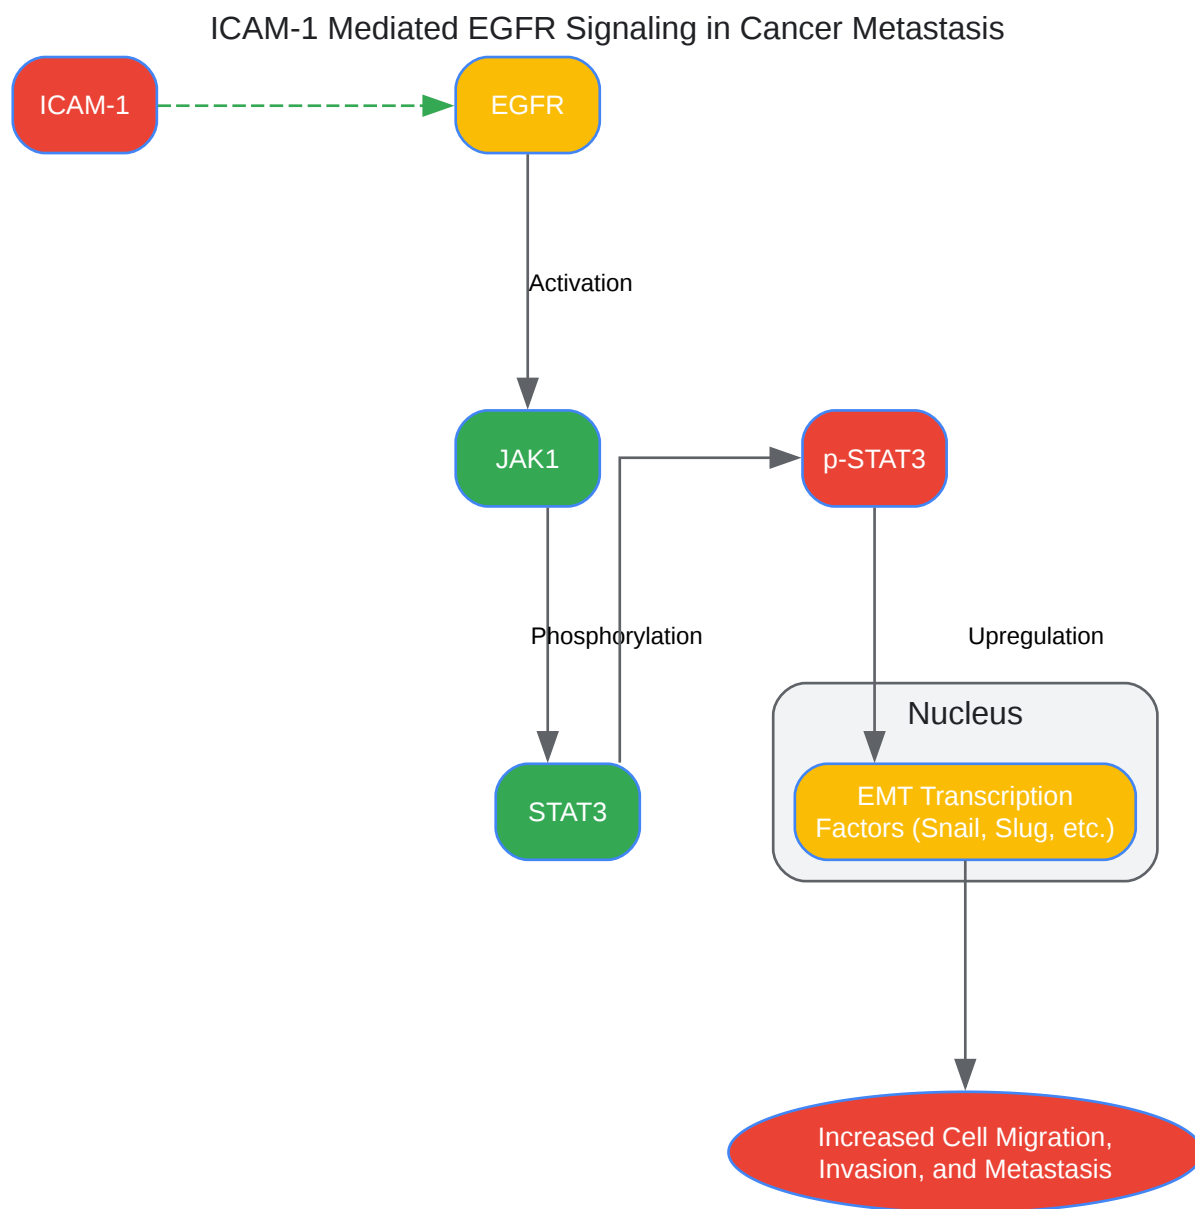 ICAM-1 Mediated EGFR Signaling in Cancer Metastasis
ICAM-1
EGFR
Activation
JAK1
p-STAT3
Phosphorylation
Upregulation
Nucleus
STAT3
EMT Transcription
Factors (Snail, Slug, etc.)
Increased Cell Migration,
Invasion, and Metastasis